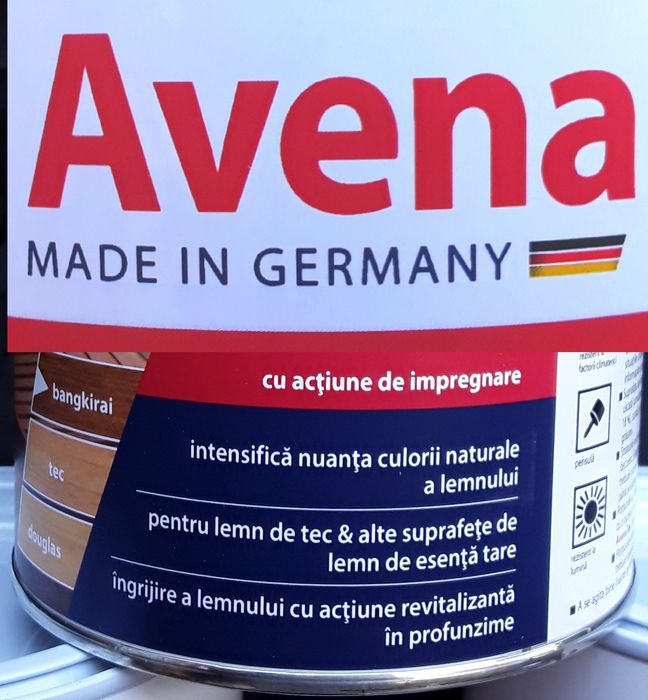 Avena
MADE IN GERMANY
cu acţiune de impregnare
bangkirai
tec
douglas
intensifică nuanţa culorii naturale
a lemnului
pentru lemn de tec & alte suprafeţe de
lemn de esenţă tare
îngrijire a lemnului cu acţiune revitalizantă
în profunzime
factorii climaterici
pensulă
rezistent la
lumină